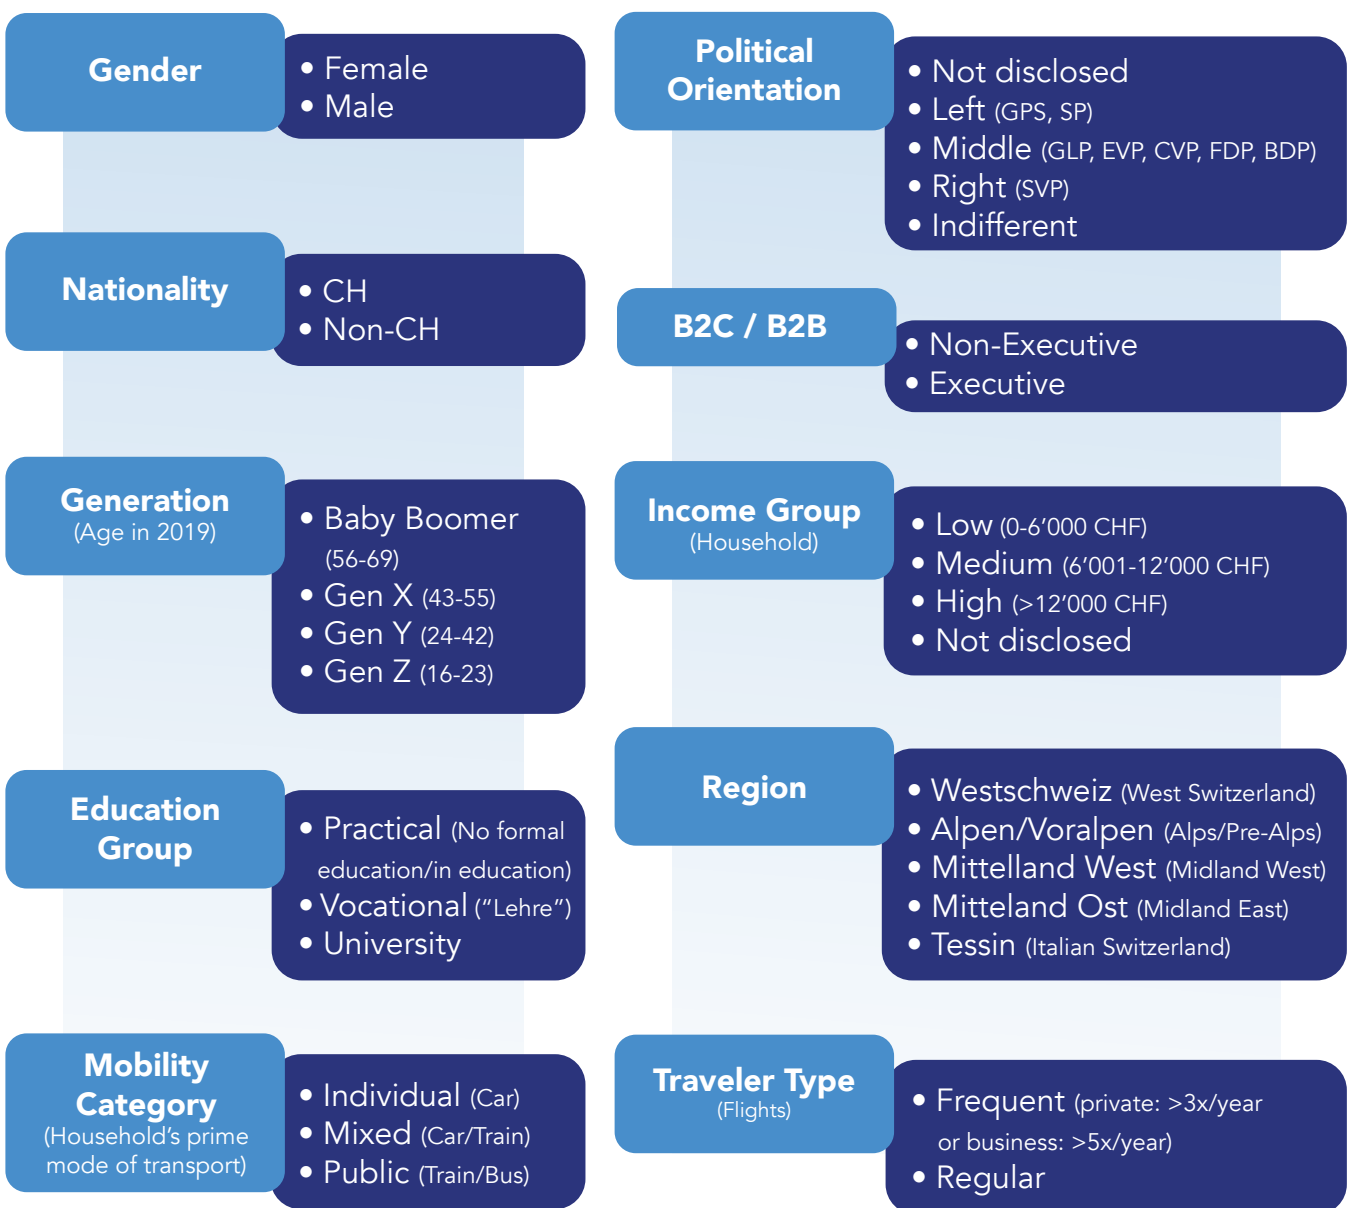 Gender
• Female
• Male
Nationality
• CH
• Non-CH
Generation
(Age in 2019)
• Baby Boomer
(56-69)
• Gen X (43-55)
• Gen Y (24-42)
• Gen Z (16-23)
Education
Group
• Practical (No formal
education/in education)
• Vocational (“Lehre”)
• University
Mobility
Category
(Household’s prime
mode of transport)
• Individual (Car)
• Mixed (Car/Train)
• Public (Train/Bus)
Political
Orientation
• Not disclosed
• Left (GPS, SP)
• Middle (GLP, EVP, CVP, FDP, BDP)
• Right (SVP)
• Indifferent
B2C / B2B
• Non-Executive
• Executive
Income Group
(Household)
• Low (0-6’000 CHF)
• Medium (6’001-12’000 CHF)
• High (>12’000 CHF)
• Not disclosed
Region
• Westschweiz (West Switzerland)
• Alpen/Voralpen (Alps/Pre-Alps)
• Mittelland West (Midland West)
• Mitteland Ost (Midland East)
• Tessin (Italian Switzerland)
Traveler Type
(Flights)
• Frequent (private: >3x/year
or business: >5x/year)
• Regular